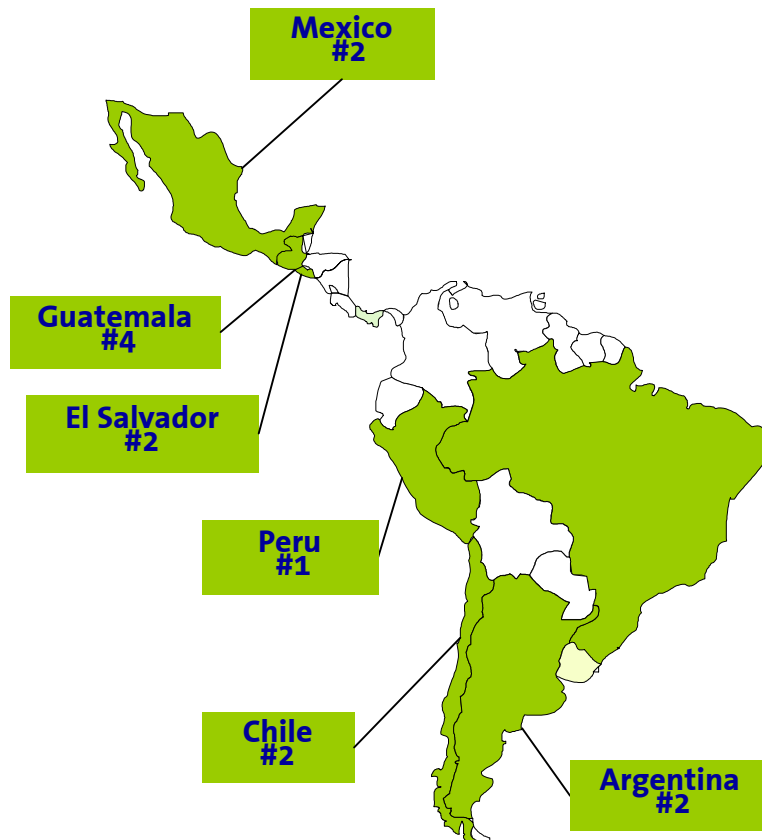 Mexico
#2
Guatemala
#4
El Salvador
#2
Peru
#1
Chile
#2
Argentina
#2